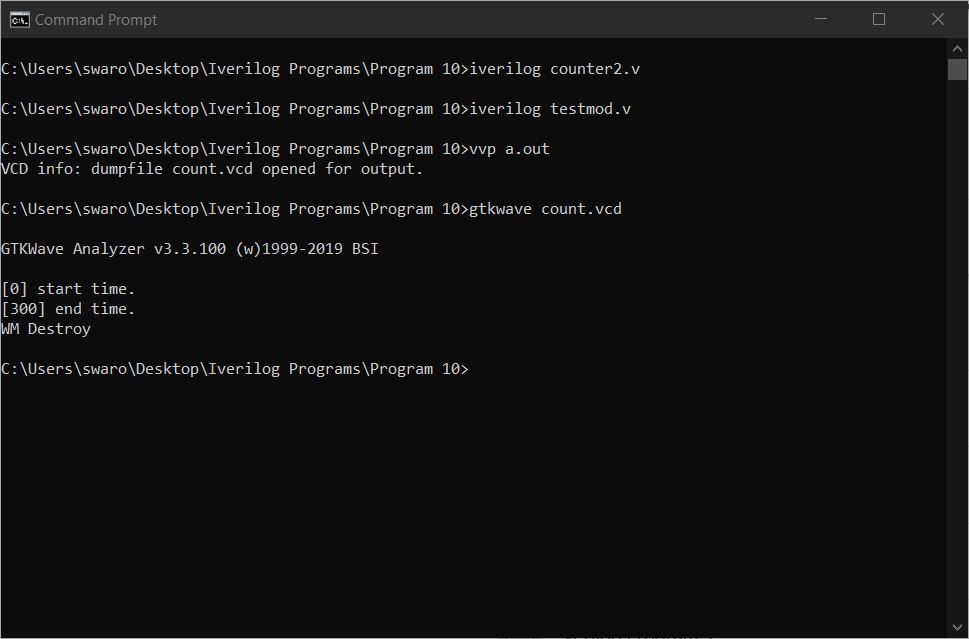 Command Prompt
C:\Users\swaro\Desktop\Iverilog Programs\Program 10>iverilog counter2.v
C:\Users\swaro\Desktop\Iverilog Programs\Program 10>iverilog testmod.v
C:\Users\swaro\Desktop\Iverilog Programs\Program 10>vvp a.out
VCD info: dumpfile count.vcd opened for output.
C:\Users\swaro\Desktop\Iverilog Programs\Program 10>gtkwave count.vcd
GTKWave Analyzer v3.3.100 (w)1999-2019 BSI
[0] start time.
[300] end time.
WM Destroy
C:\Users\swaro\Desktop\Iverilog Programs\Program 10>